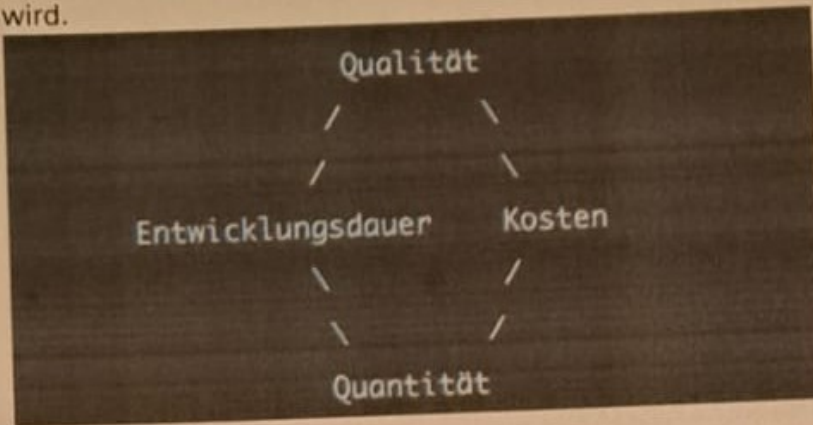 wird.
Qualität
/ \
/ \
Entwicklungsdauer Kosten
\ /
\ /
Quantität